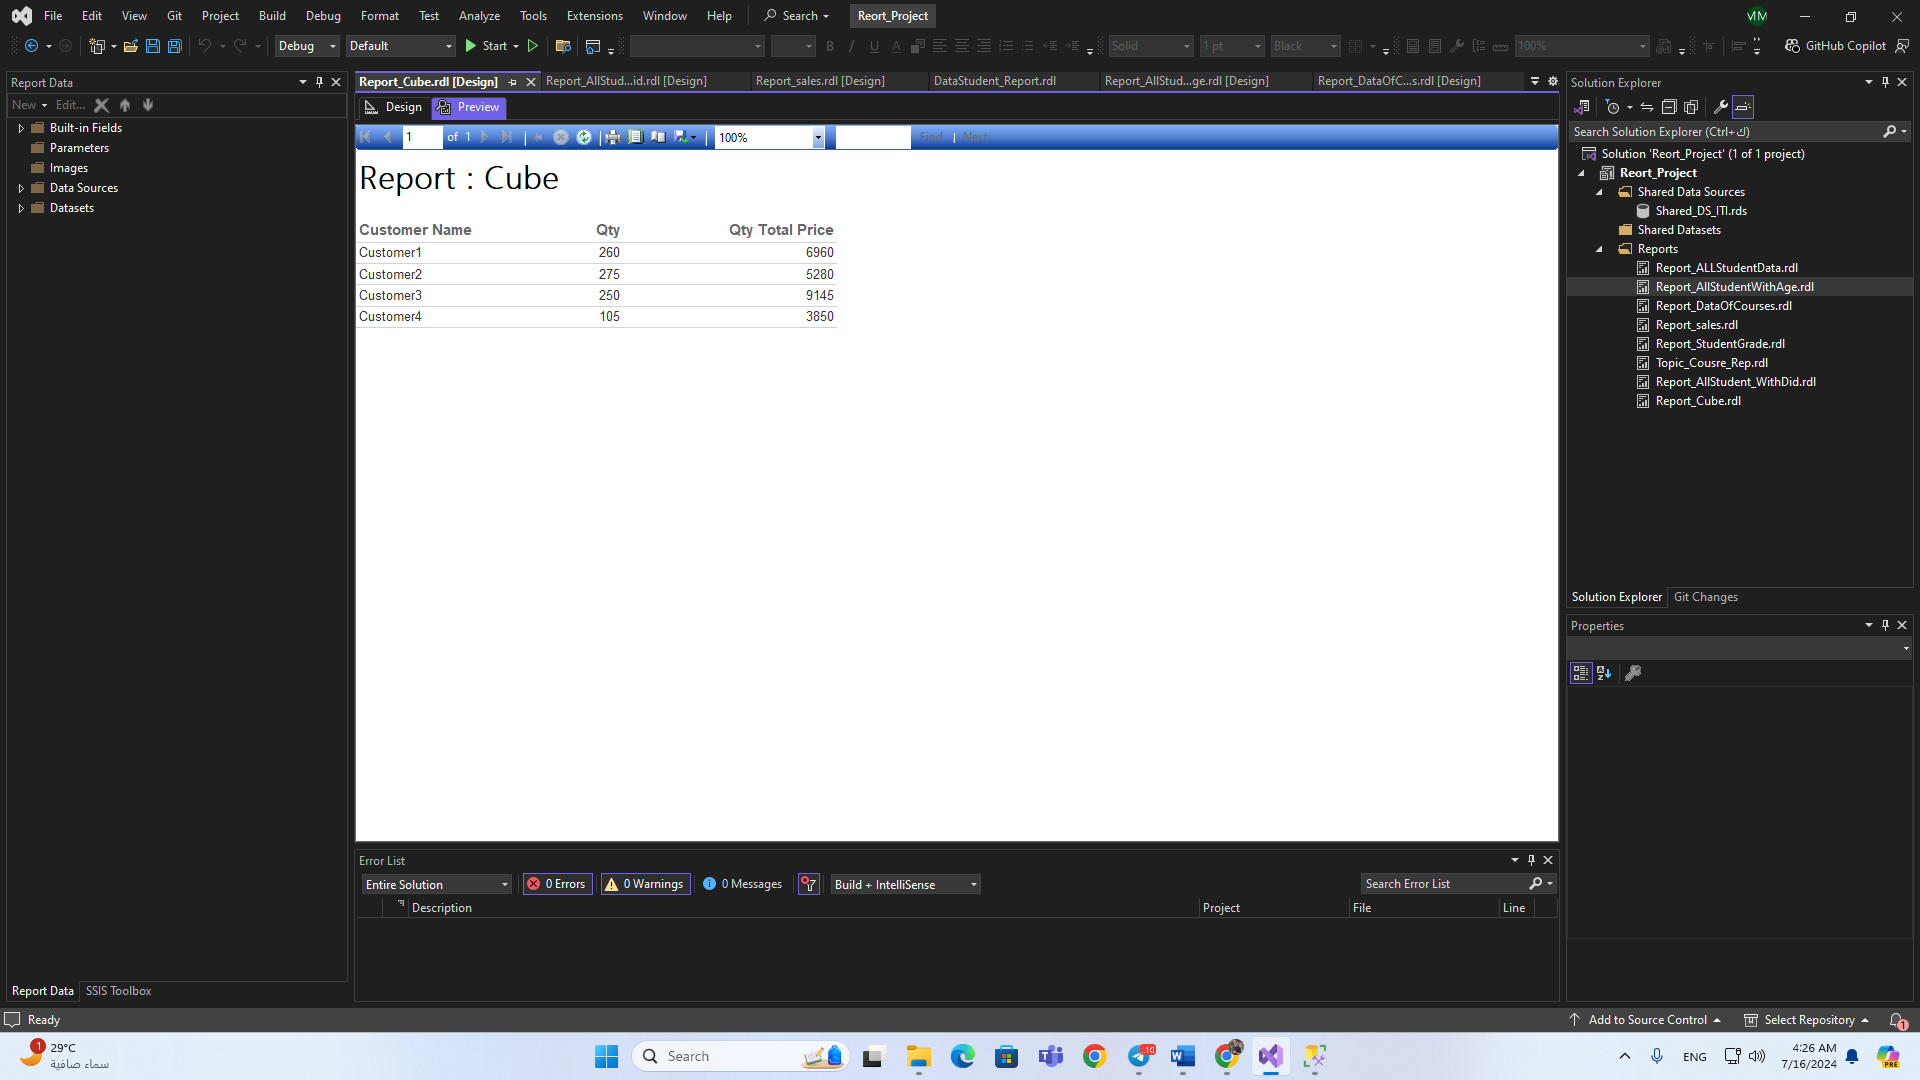 File Edit View Git Project Build Debug Format Test Analyze Tools Extensions Window Help Search Reort_Project VM
Debug Default Start Solid 1 pt Black 100% GitHub Copilot
Report Data
New Edit...
Built-in Fields
Parameters
Images
Data Sources
Datasets
Report Data SSIS Toolbox
Report_Cube.rdl [Design] Report_AllStud...id.rdl [Design] Report_sales.rdl [Design] DataStudent_Report.rdl Report_AllStud...ge.rdl [Design] Report_DataOfC...s.rdl [Design]
Design Preview
1 of 1 100% Find | Next
Report : Cube
Customer Name Qty Qty Total Price
Customer1 260 6960
Customer2 275 5280
Customer3 250 9145
Customer4 105 3850
Error List
Entire Solution 0 Errors 0 Warnings 0 Messages Build + IntelliSense Search Error List
Description Project File Line
Solution Explorer
Search Solution Explorer (Ctrl+ك)
Solution 'Reort_Project' (1 of 1 project)
Reort_Project
Shared Data Sources
Shared_DS_ITI.rds
Shared Datasets
Reports
Report_ALLStudentData.rdl
Report_AllStudentWithAge.rdl
Report_DataOfCourses.rdl
Report_sales.rdl
Report_StudentGrade.rdl
Topic_Cousre_Rep.rdl
Report_AllStudent_WithDid.rdl
Report_Cube.rdl
Solution Explorer Git Changes
Properties
Ready Add to Source Control Select Repository 1
1 29°C
سماء صافية
Search
.10
ENG
4:26 AM
7/16/2024
PRE